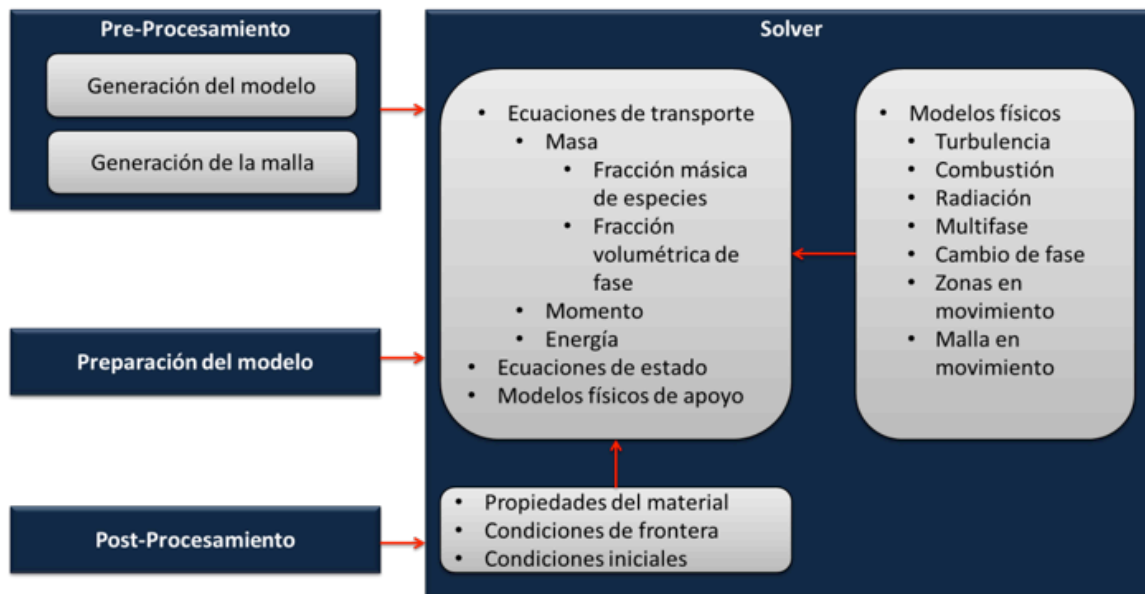 Pre-Procesamiento
Generación del modelo
Generación de la malla
Preparación del modelo
Post-Procesamiento
Solver
• Ecuaciones de transporte
• Masa
• Fracción másica
de especies
• Fracción
volumétrica de
fase
• Momento
• Energía
• Ecuaciones de estado
• Modelos físicos de apoyo
• Modelos físicos
• Turbulencia
• Combustión
• Radiación
• Multifase
• Cambio de fase
• Zonas en
movimiento
• Malla en
movimiento
• Propiedades del material
• Condiciones de frontera
• Condiciones iniciales